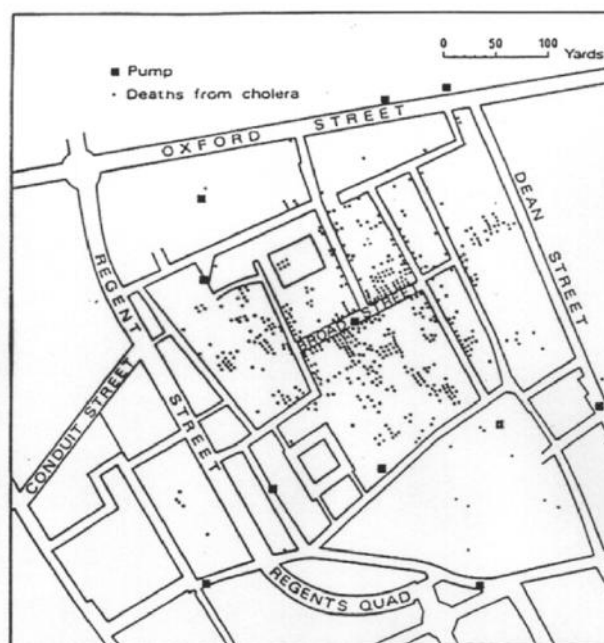 0 50 100
Yards
Pump
Deaths from cholera
OXFORD STREET
DEAN STREET
REGENT STREET
BROAD STREET
CONDUIT STREET
REGENTS QUAD